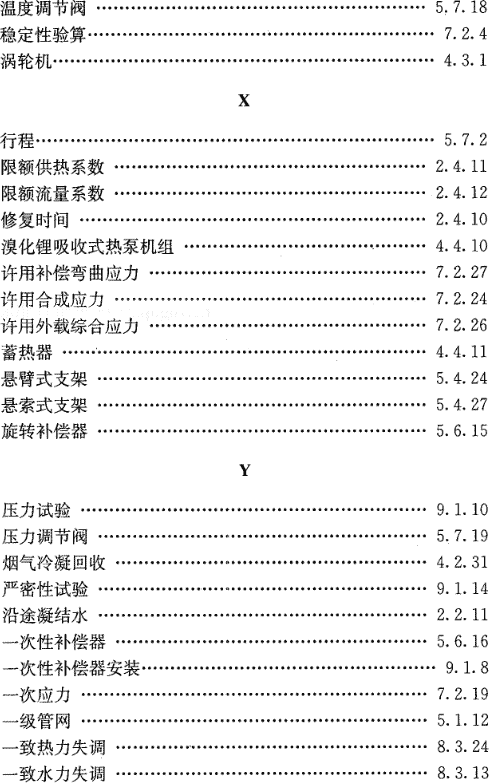 温度调节阀 …… 5.7.18
稳定性验算…… 7.2.4
涡轮机…… 4.3.1
X
行程…… 5.7.2
限额供热系数 …… 2.4.11
限额流量系数 …… 2.4.12
修复时间 …… 2.4.10
溴化锂吸收式热泵机组 …… 4.4.10
许用补偿弯曲应力 …… 7.2.27
许用合成应力 …… 7.2.24
许用外载综合应力 …… 7.2.26
蓄热器 …… 4.4.11
悬臂式支架 …… 5.4.24
悬索式支架 …… 5.4.27
旋转补偿器 …… 5.6.15
Y
压力试验 …… 9.1.10
压力调节阀 …… 5.7.19
烟气冷凝回收 …… 4.2.31
严密性试验 …… 9.1.14
沿途凝结水 …… 2.2.11
一次性补偿器 …… 5.6.16
一次性补偿器安装…… 9.1.8
一次应力 …… 7.2.19
一级管网 …… 5.1.12
一致热力失调 …… 8.3.24
一致水力失调 …… 8.3.13